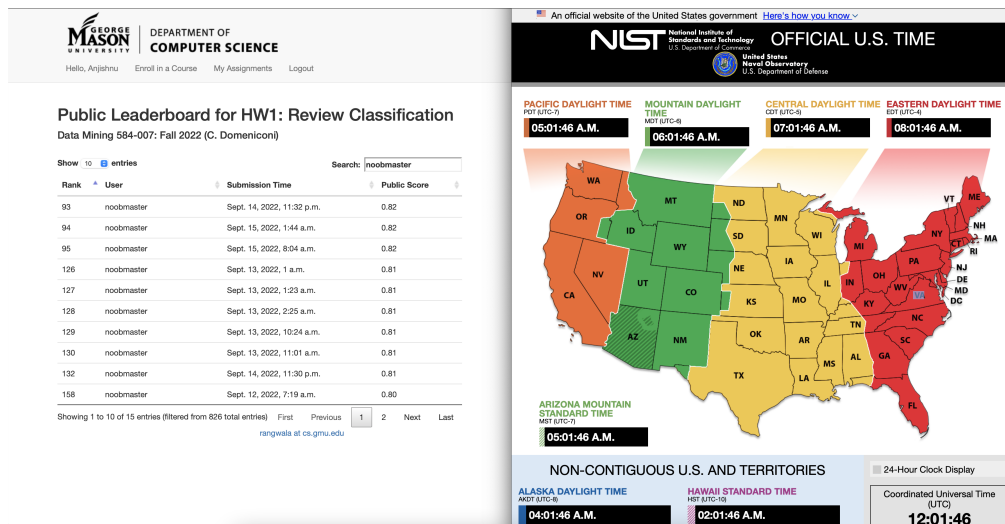 GEORGE
MASON
UNIVERSITY
DEPARTMENT OF
COMPUTER SCIENCE
Hello, Anjishnu Enroll in a Course My Assignments Logout
Public Leaderboard for HW1: Review Classification
Data Mining 584-007: Fall 2022 (C. Domeniconi)
Show 10 entries Search: noobmaster
Rank User Submission Time Public Score
93 noobmaster Sept. 14, 2022, 11:32 p.m. 0.82
94 noobmaster Sept. 15, 2022, 1:44 a.m. 0.82
95 noobmaster Sept. 15, 2022, 8:04 a.m. 0.82
126 noobmaster Sept. 13, 2022, 1 a.m. 0.81
127 noobmaster Sept. 13, 2022, 1:23 a.m. 0.81
128 noobmaster Sept. 13, 2022, 2:25 a.m. 0.81
129 noobmaster Sept. 13, 2022, 10:24 a.m. 0.81
130 noobmaster Sept. 13, 2022, 11:01 a.m. 0.81
132 noobmaster Sept. 14, 2022, 11:30 p.m. 0.81
158 noobmaster Sept. 12, 2022, 7:19 a.m. 0.80
Showing 1 to 10 of 15 entries (filtered from 826 total entries) First Previous 1 2 Next Last
rangwala at cs.gmu.edu
An official website of the United States government Here's how you know
NIST
National Institute of
Standards and Technology
U.S. Department of Commerce
OFFICIAL U.S. TIME
United States
Naval Observatory
U.S. Department of Defense
PACIFIC DAYLIGHT TIME
PDT (UTC-7)
05:01:46 A.M.
MOUNTAIN DAYLIGHT
TIME
MDT (UTC-6)
06:01:46 A.M.
CENTRAL DAYLIGHT TIME
CDT (UTC-5)
07:01:46 A.M.
EASTERN DAYLIGHT TIME
EDT (UTC-4)
08:01:46 A.M.
WA
OR
CA
NV
MT
ID
WY
UT
CO
AZ
NM
ND
SD
NE
KS
OK
TX
MN
IA
MO
AR
LA
WI
IL
MS
AL
TN
MI
IN
OH
KY
WV
VA
PA
NY
VT
ME
NH
MA
CT
RI
NJ
DE
MD
DC
NC
SC
GA
FL
ARIZONA MOUNTAIN
STANDARD TIME
MST (UTC-7)
05:01:46 A.M.
NON-CONTIGUOUS U.S. AND TERRITORIES
ALASKA DAYLIGHT TIME
AKDT (UTC-8)
04:01:46 A.M.
HAWAII STANDARD TIME
HST (UTC-10)
02:01:46 A.M.
24-Hour Clock Display
Coordinated Universal Time
(UTC)
12:01:46